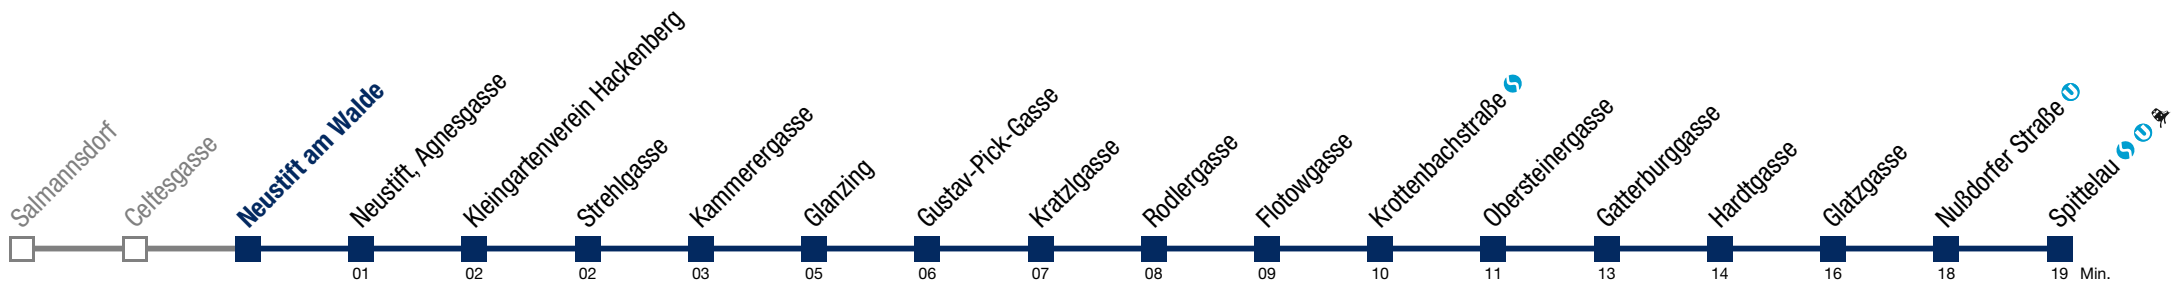 Salmannsdorf
Celtesgasse
Neustift am Walde
Neustift, Agnesgasse
Kleingartenverein Hackenberg
Strehlgasse
Kammerergasse
Glanzing
Gustav-Pick-Gasse
Kratzlgasse
Rodlergasse
Flotowgasse
Krottenbachstraße S
Obersteinergasse
Gatterburggasse
Hardtgasse
Glatzgasse
Nußdorfer Straße U
Spittelau S U
01 02 02 03 05 06 07 08 09 10 11 13 14 16 18 19 Min.